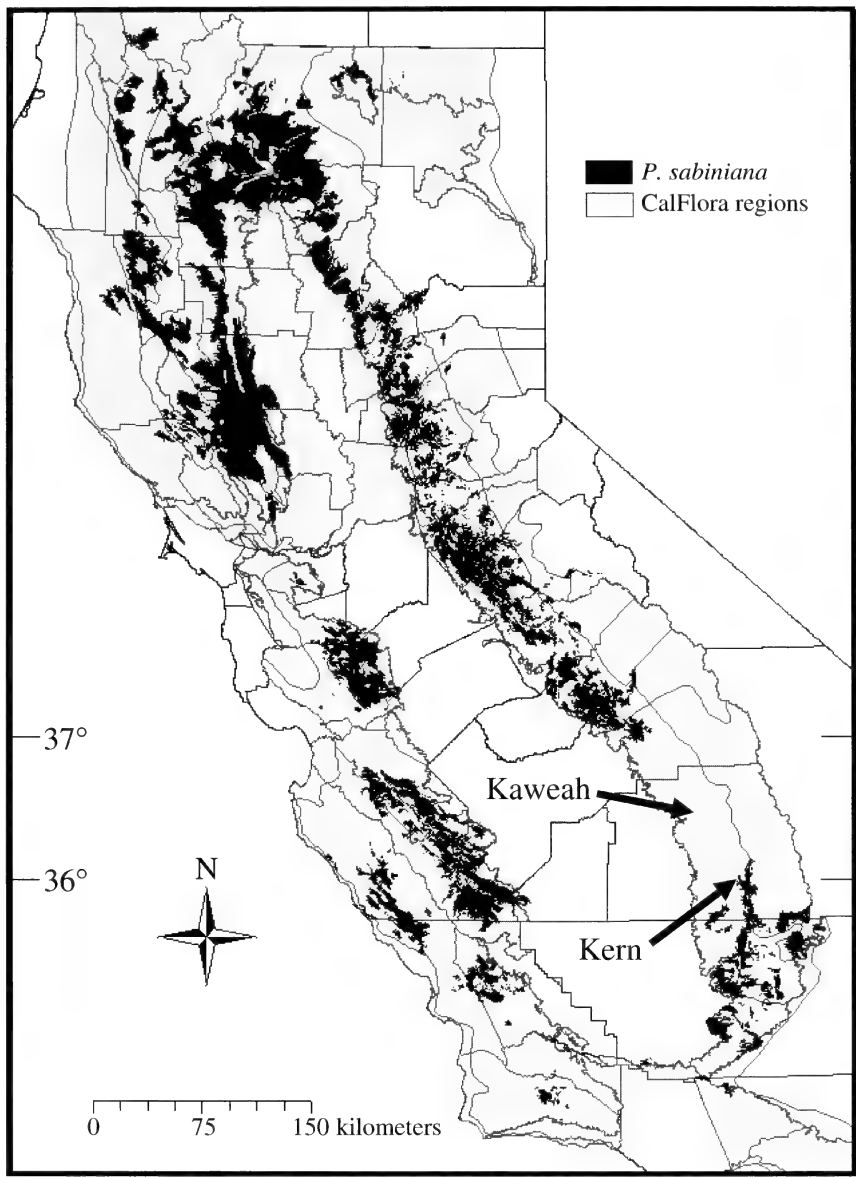 P. sabiniana
CalFlora regions
37°
Kaweah
36°
N
Kern
0 75 150 kilometers